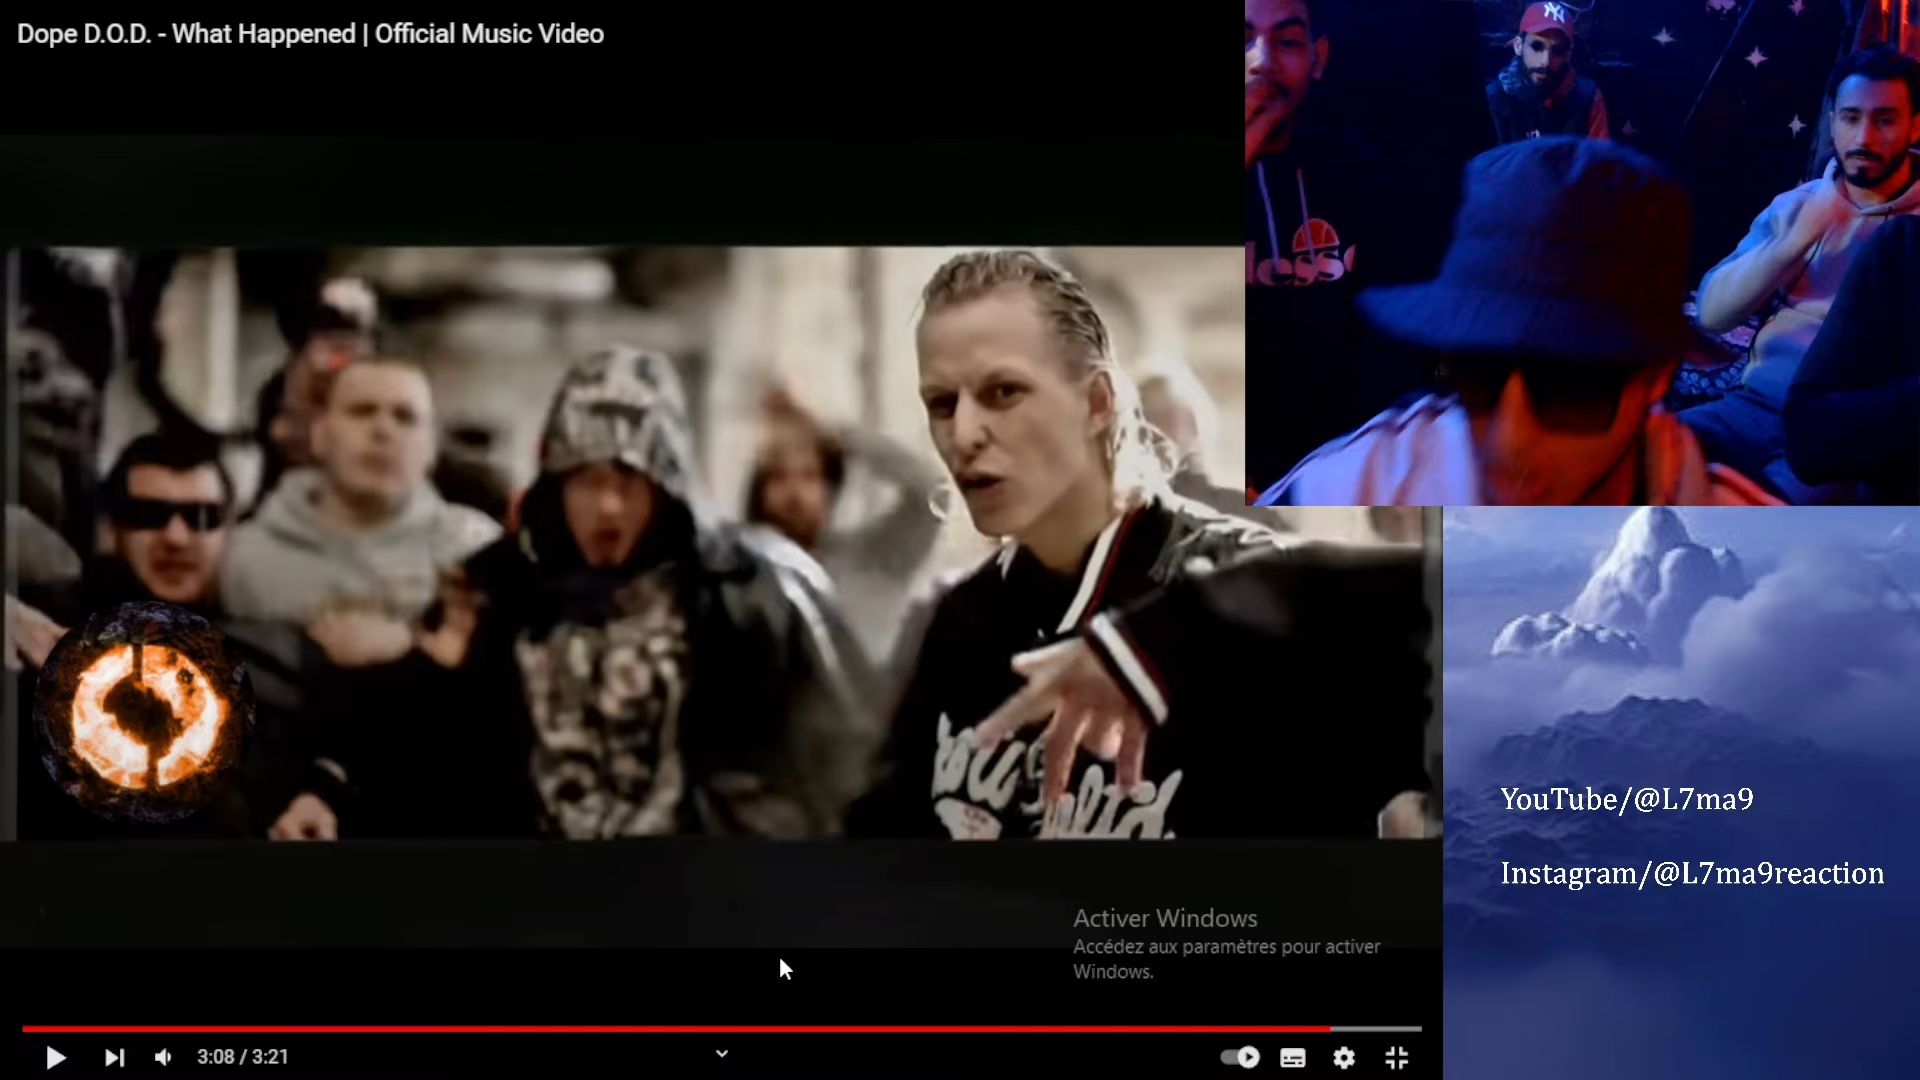 Dope D.O.D. - What Happened | Official Music Video
NY
YouTube/@L7ma9
Instagram/@L7ma9reaction
Activer Windows
Accédez aux paramètres pour activer
Windows.
3:08 / 3:21